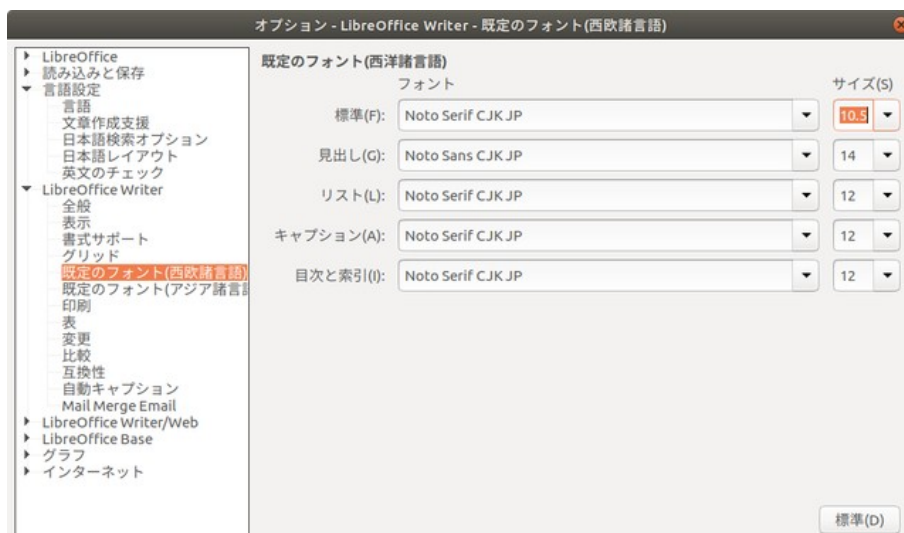 オプション - LibreOffice Writer - 既定のフォント(西欧諸言語)
LibreOffice
読み込みと保存
言語設定
言語
文章作成支援
日本語検索オプション
日本語レイアウト
英文のチェック
LibreOffice Writer
全般
表示
書式サポート
グリッド
既定のフォント(西欧諸言語)
既定のフォント(アジア諸言語
印刷
表
変更
比較
互換性
自動キャプション
Mail Merge Email
LibreOffice Writer/Web
LibreOffice Base
グラフ
インターネット
既定のフォント(西洋諸言語)
フォント サイズ(S)
標準(F): Noto Serif CJK JP 10.5
見出し(G): Noto Sans CJK JP 14
リスト(L): Noto Serif CJK JP 12
キャプション(A): Noto Serif CJK JP 12
目次と索引(I): Noto Serif CJK JP 12
標準(D)